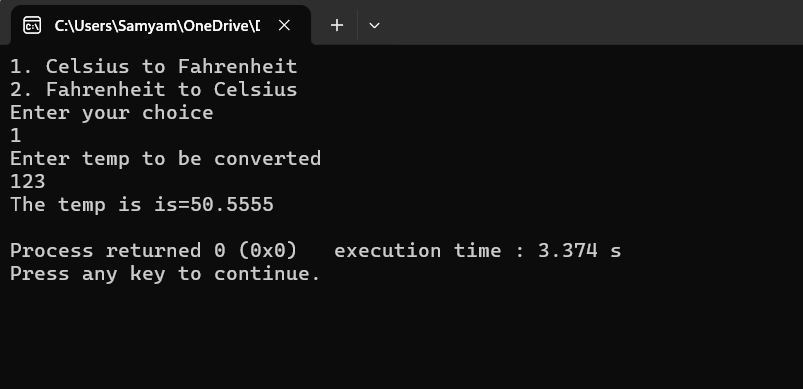 C:\Users\Samyam\OneDrive\
1. Celsius to Fahrenheit
2. Fahrenheit to Celsius
Enter your choice
1
Enter temp to be converted
123
The temp is is=50.5555
Process returned 0 (0x0)   execution time : 3.374 s
Press any key to continue.